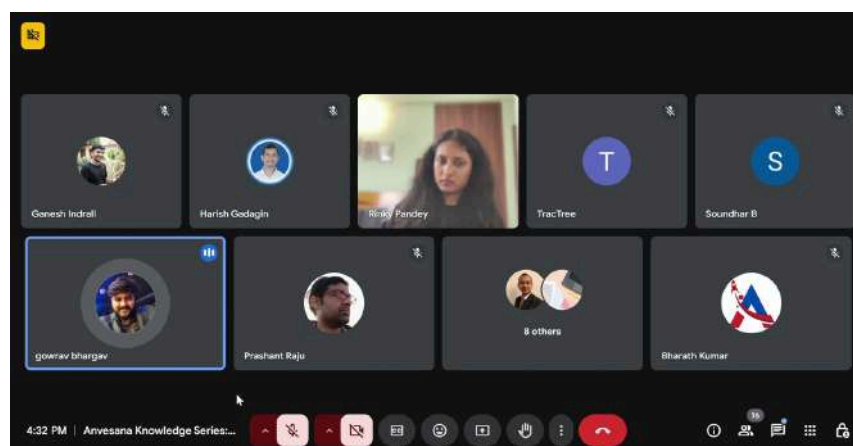 Ganesh Indrali
Harish Gadagin
Rinky Pandey
T
TracTree
S
Soundhar B
gowrav bhargav
Prashant Raju
8 others
Bharath Kumar
4:32 PM | Anvesana Knowledge Series:...
16